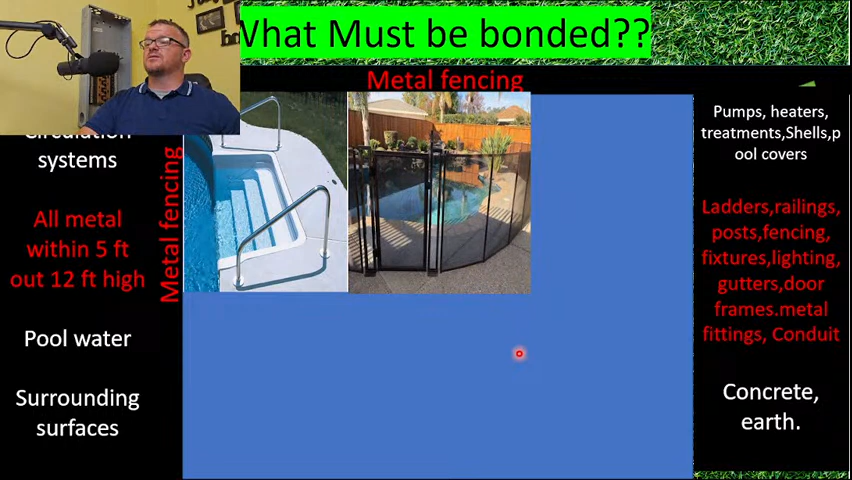 What Must be bonded??
Metal fencing
Metal fencing
Circulation
systems
All metal
within 5 ft
out 12 ft high
Pool water
Surrounding
surfaces
Pumps, heaters,
treatments,Shells,p
ool covers
Ladders,railings,
posts,fencing,
fixtures,lighting,
gutters,door
frames.metal
fittings, Conduit
Concrete,
earth.